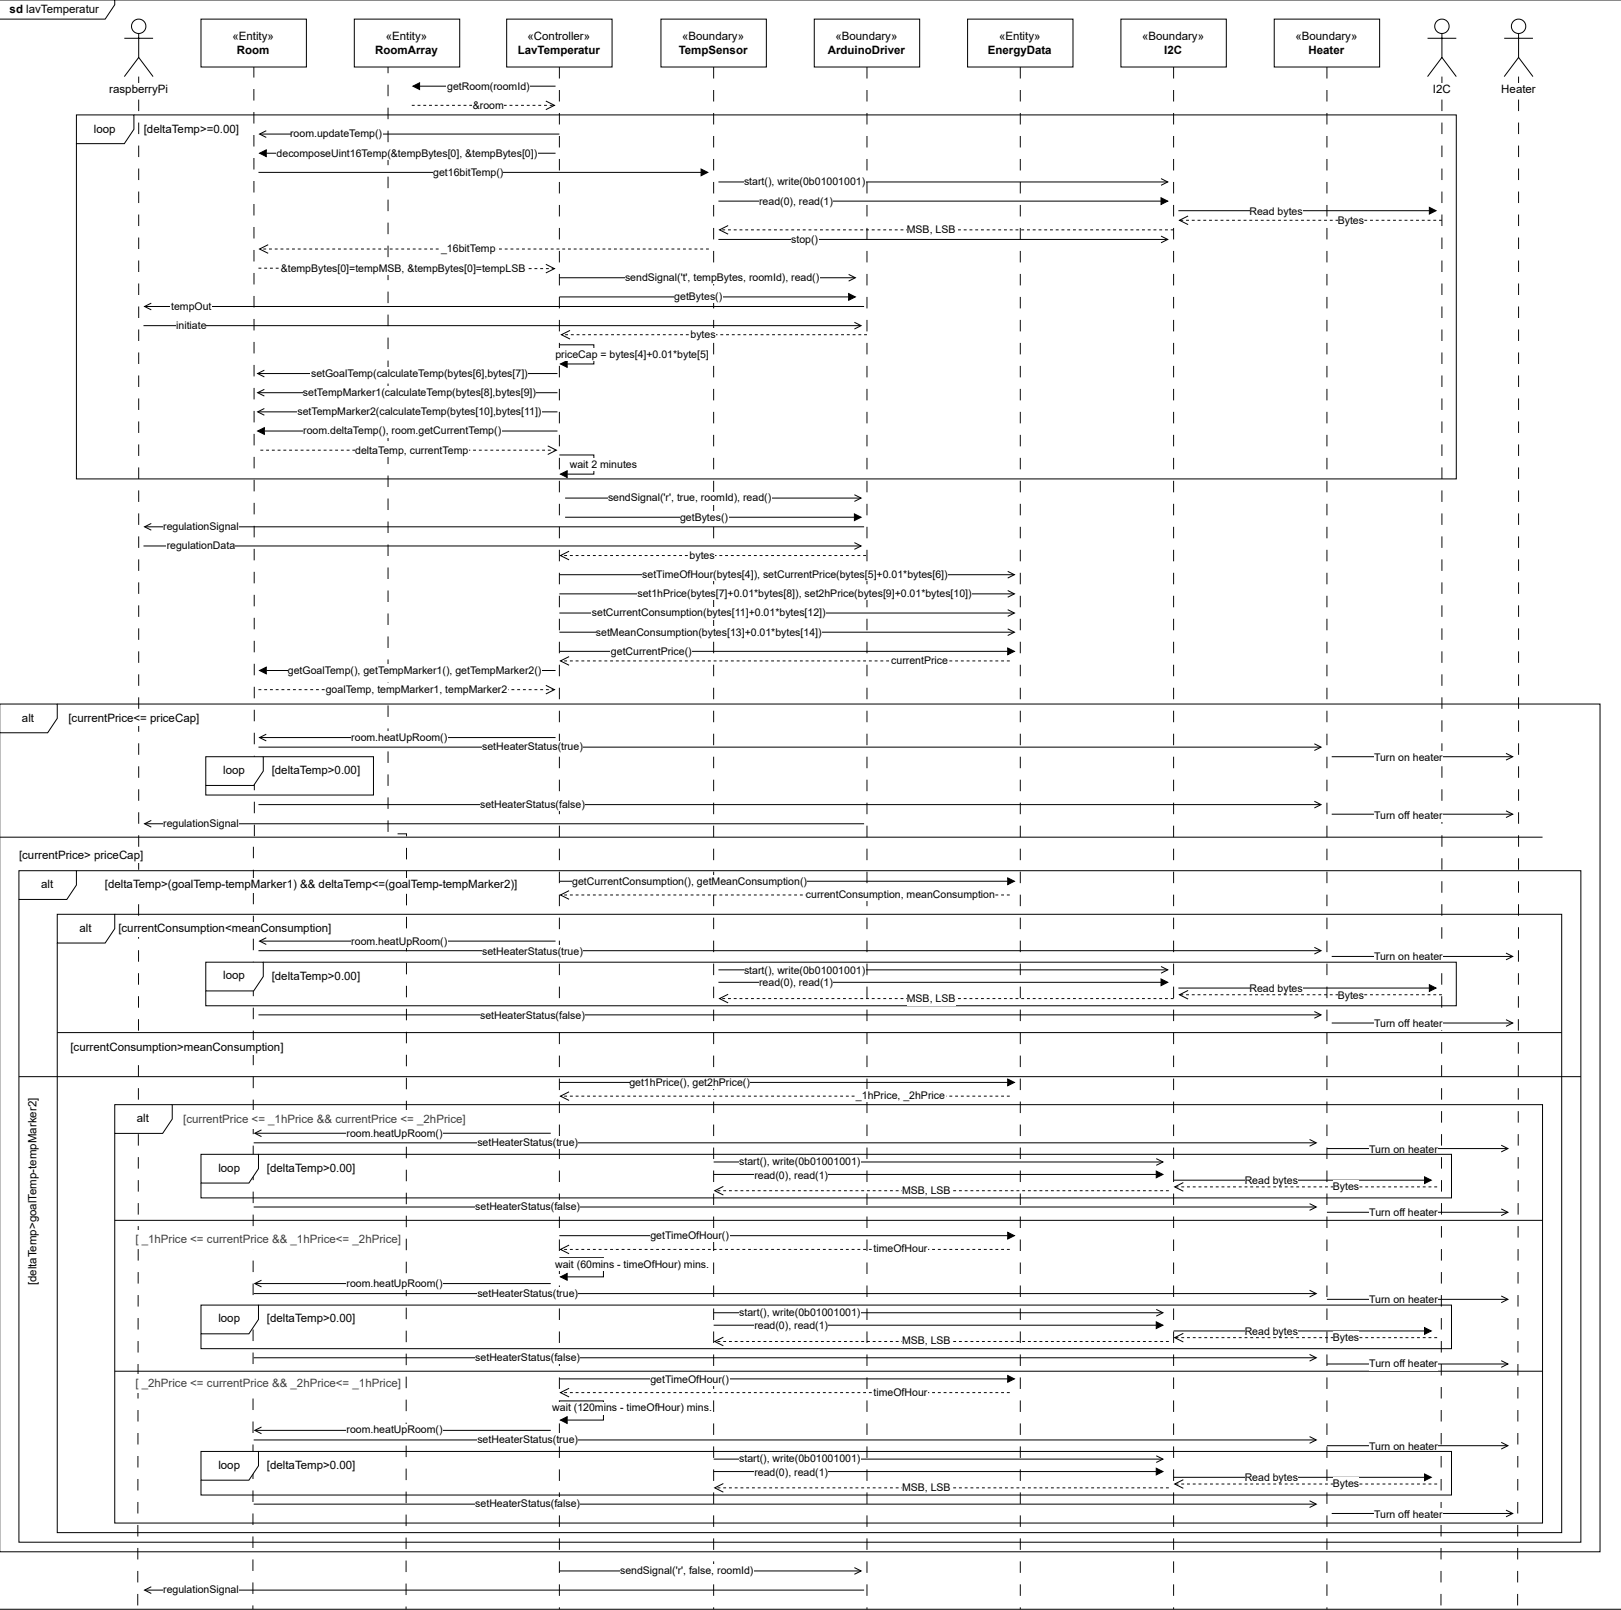 sd lavTemperatur
«Entity»
Room
«Entity»
RoomArray
«Controller»
LavTemperatur
«Boundary»
TempSensor
«Boundary»
ArduinoDriver
«Entity»
EnergyData
«Boundary»
I2C
«Boundary»
Heater
raspberryPi
I2C
Heater
getRoom(roomId)
&room
loop
[deltaTemp>=0.00]
room.updateTemp()
decomposeUint16Temp(&tempBytes[0], &tempBytes[0])
get16bitTemp()
start(), write(0b01001001)
read(0), read(1)
Read bytes
Bytes
MSB, LSB
stop()
_16bitTemp
&tempBytes[0]=tempMSB, &tempBytes[0]=tempLSB
sendSignal('t', tempBytes, roomId), read()
getBytes()
tempOut
initiate
bytes
priceCap = bytes[4]+0.01*byte[5]
setGoalTemp(calculateTemp(bytes[6],bytes[7])
setTempMarker1(calculateTemp(bytes[8],bytes[9])
setTempMarker2(calculateTemp(bytes[10],bytes[11])
room.deltaTemp(), room.getCurrentTemp()
deltaTemp, currentTemp
wait 2 minutes
sendSignal('r', true, roomId), read()
getBytes()
regulationSignal
regulationData
bytes
setTimeOfHour(bytes[4]), setCurrentPrice(bytes[5]+0.01*bytes[6])
set1hPrice(bytes[7]+0.01*bytes[8]), set2hPrice(bytes[9]+0.01*bytes[10])
setCurrentConsumption(bytes[11]+0.01*bytes[12])
setMeanConsumption(bytes[13]+0.01*bytes[14])
getCurrentPrice()
currentPrice
getGoalTemp(), getTempMarker1(), getTempMarker2()
goalTemp, tempMarker1, tempMarker2
alt
[currentPrice<= priceCap]
room.heatUpRoom()
setHeaterStatus(true)
Turn on heater
loop
[deltaTemp>0.00]
setHeaterStatus(false)
Turn off heater
regulationSignal
[currentPrice> priceCap]
alt
[deltaTemp>(goalTemp-tempMarker1) && deltaTemp<=(goalTemp-tempMarker2)]
getCurrentConsumption(), getMeanConsumption()
currentConsumption, meanConsumption
alt
[currentConsumption<meanConsumption]
room.heatUpRoom()
setHeaterStatus(true)
Turn on heater
loop
[deltaTemp>0.00]
start(), write(0b01001001)
read(0), read(1)
Read bytes
Bytes
MSB, LSB
setHeaterStatus(false)
Turn off heater
[currentConsumption>meanConsumption]
[deltaTemp>goalTemp-tempMarker2]
get1hPrice(), get2hPrice()
_1hPrice, _2hPrice
alt
[currentPrice <= _1hPrice && currentPrice <= _2hPrice]
room.heatUpRoom()
setHeaterStatus(true)
Turn on heater
loop
[deltaTemp>0.00]
start(), write(0b01001001)
read(0), read(1)
Read bytes
Bytes
MSB, LSB
setHeaterStatus(false)
Turn off heater
[ _1hPrice <= currentPrice && _1hPrice<= _2hPrice]
getTimeOfHour()
timeOfHour
wait (60mins - timeOfHour) mins.
room.heatUpRoom()
setHeaterStatus(true)
Turn on heater
loop
[deltaTemp>0.00]
start(), write(0b01001001)
read(0), read(1)
Read bytes
Bytes
MSB, LSB
setHeaterStatus(false)
Turn off heater
[ _2hPrice <= currentPrice && _2hPrice<= _1hPrice]
getTimeOfHour()
timeOfHour
wait (120mins - timeOfHour) mins.
room.heatUpRoom()
setHeaterStatus(true)
Turn on heater
loop
[deltaTemp>0.00]
start(), write(0b01001001)
read(0), read(1)
Read bytes
Bytes
MSB, LSB
setHeaterStatus(false)
Turn off heater
sendSignal('r', false, roomId)
regulationSignal